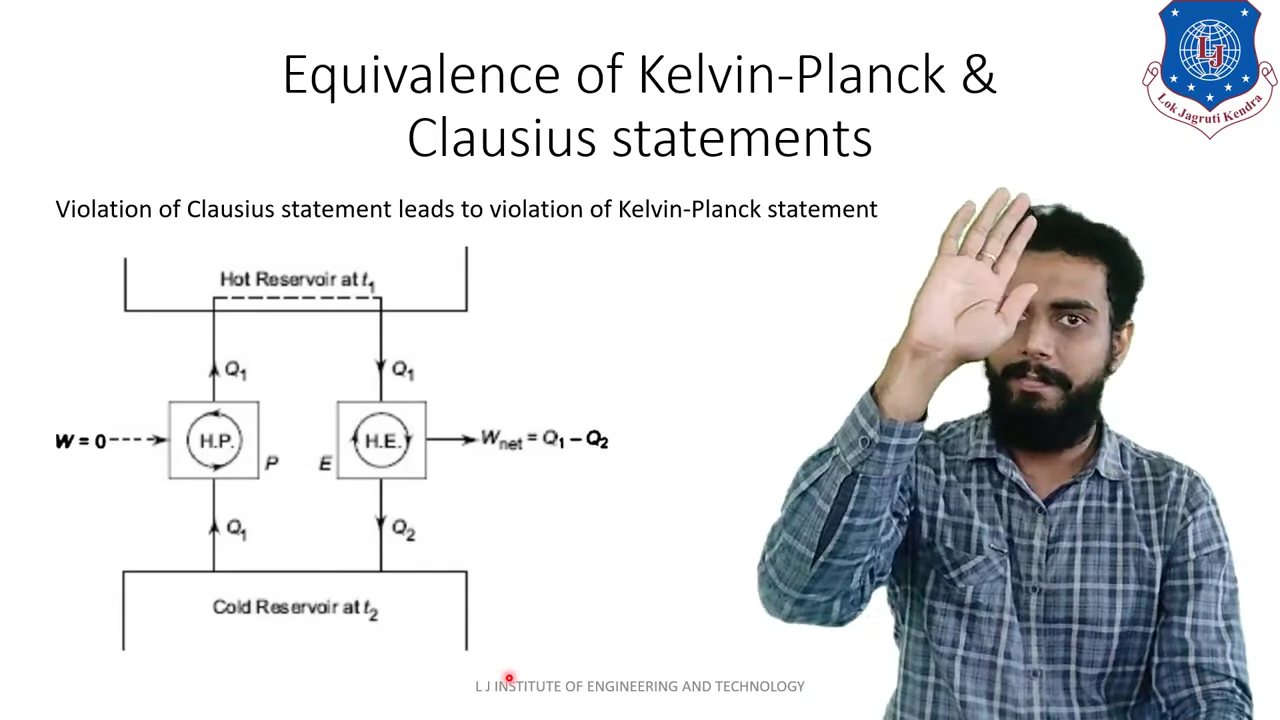 Equivalence of Kelvin-Planck &
Clausius statements
LJ
Lok Jagruti Kendra
Violation of Clausius statement leads to violation of Kelvin-Planck statement
Hot Reservoir at t₁
Q₁
Q₁
W = 0
H.P.
P
E
H.E.
Wnet = Q₁ – Q₂
Q₁
Q₂
Cold Reservoir at t₂
L J INSTITUTE OF ENGINEERING AND TECHNOLOGY